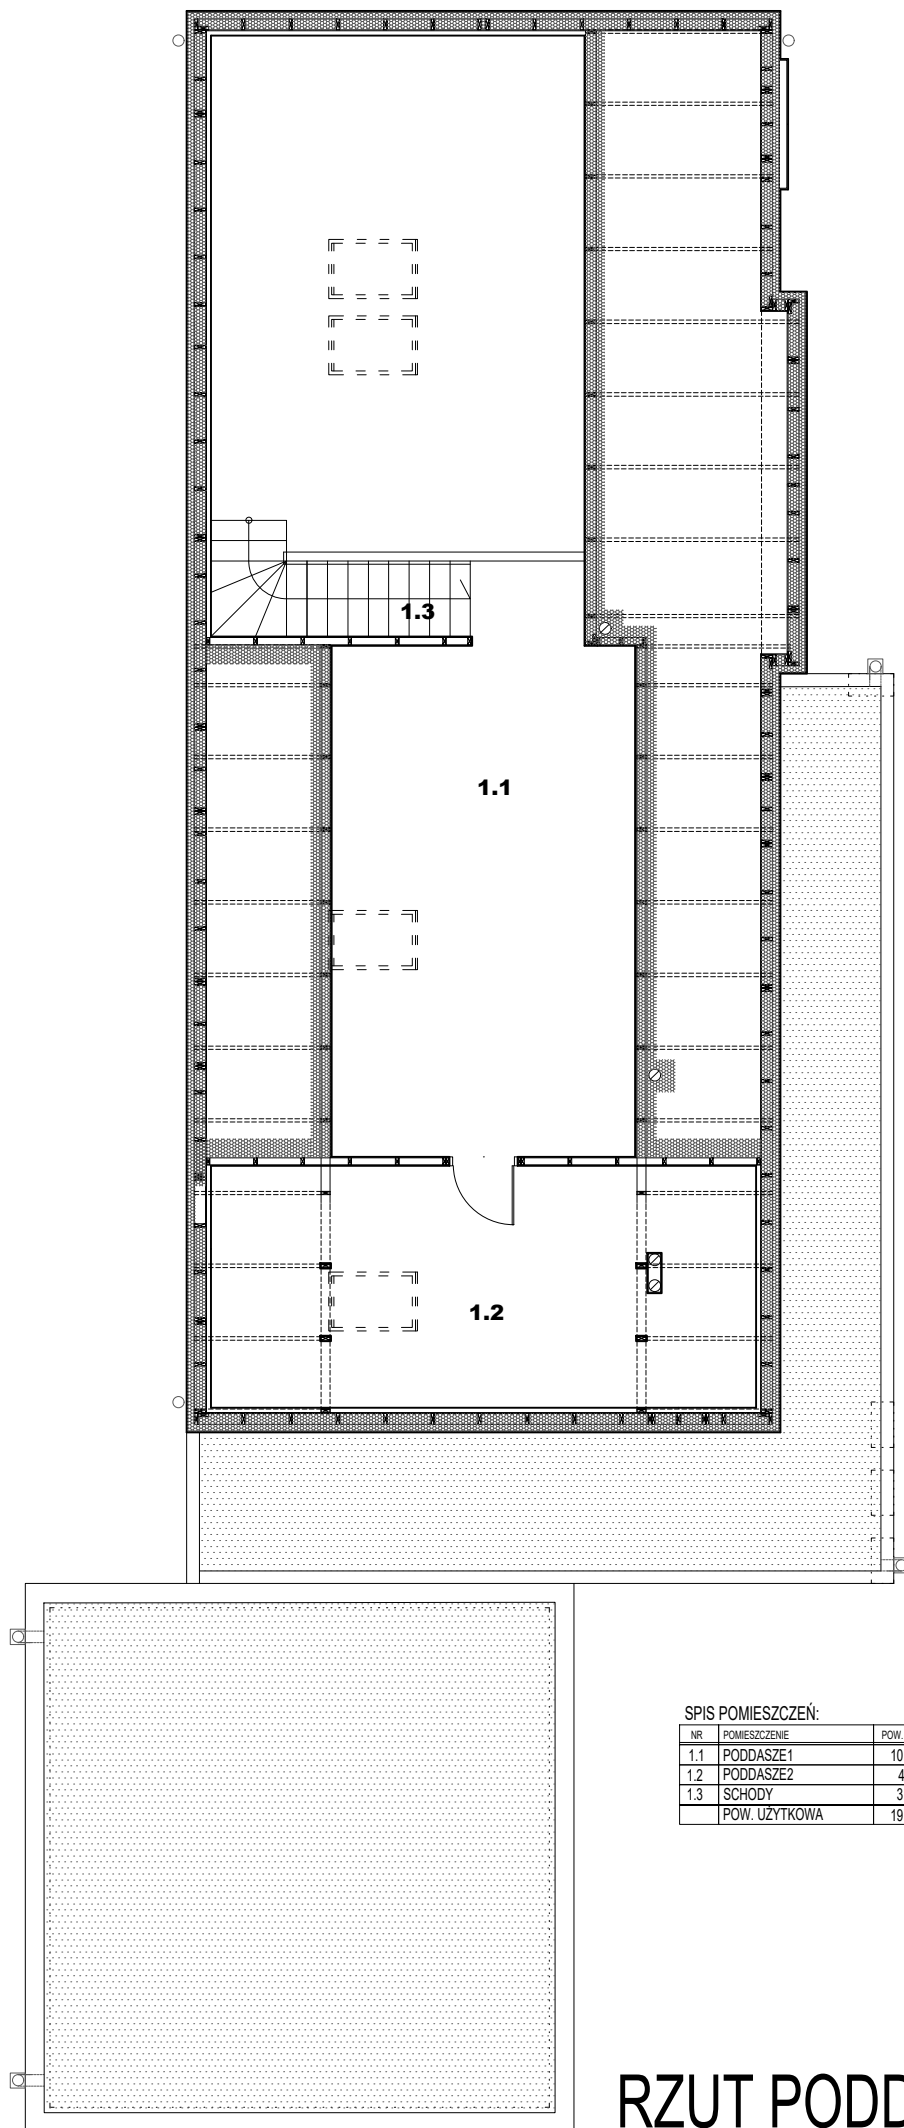 1.3
1.1
1.2
SPIS POMIESZCZEŃ:
NR POMIESZCZENIE POW.
1.1 PODDASZE1 10
1.2 PODDASZE2 4
1.3 SCHODY 3
POW. UŻYTKOWA 19
RZUT PODD